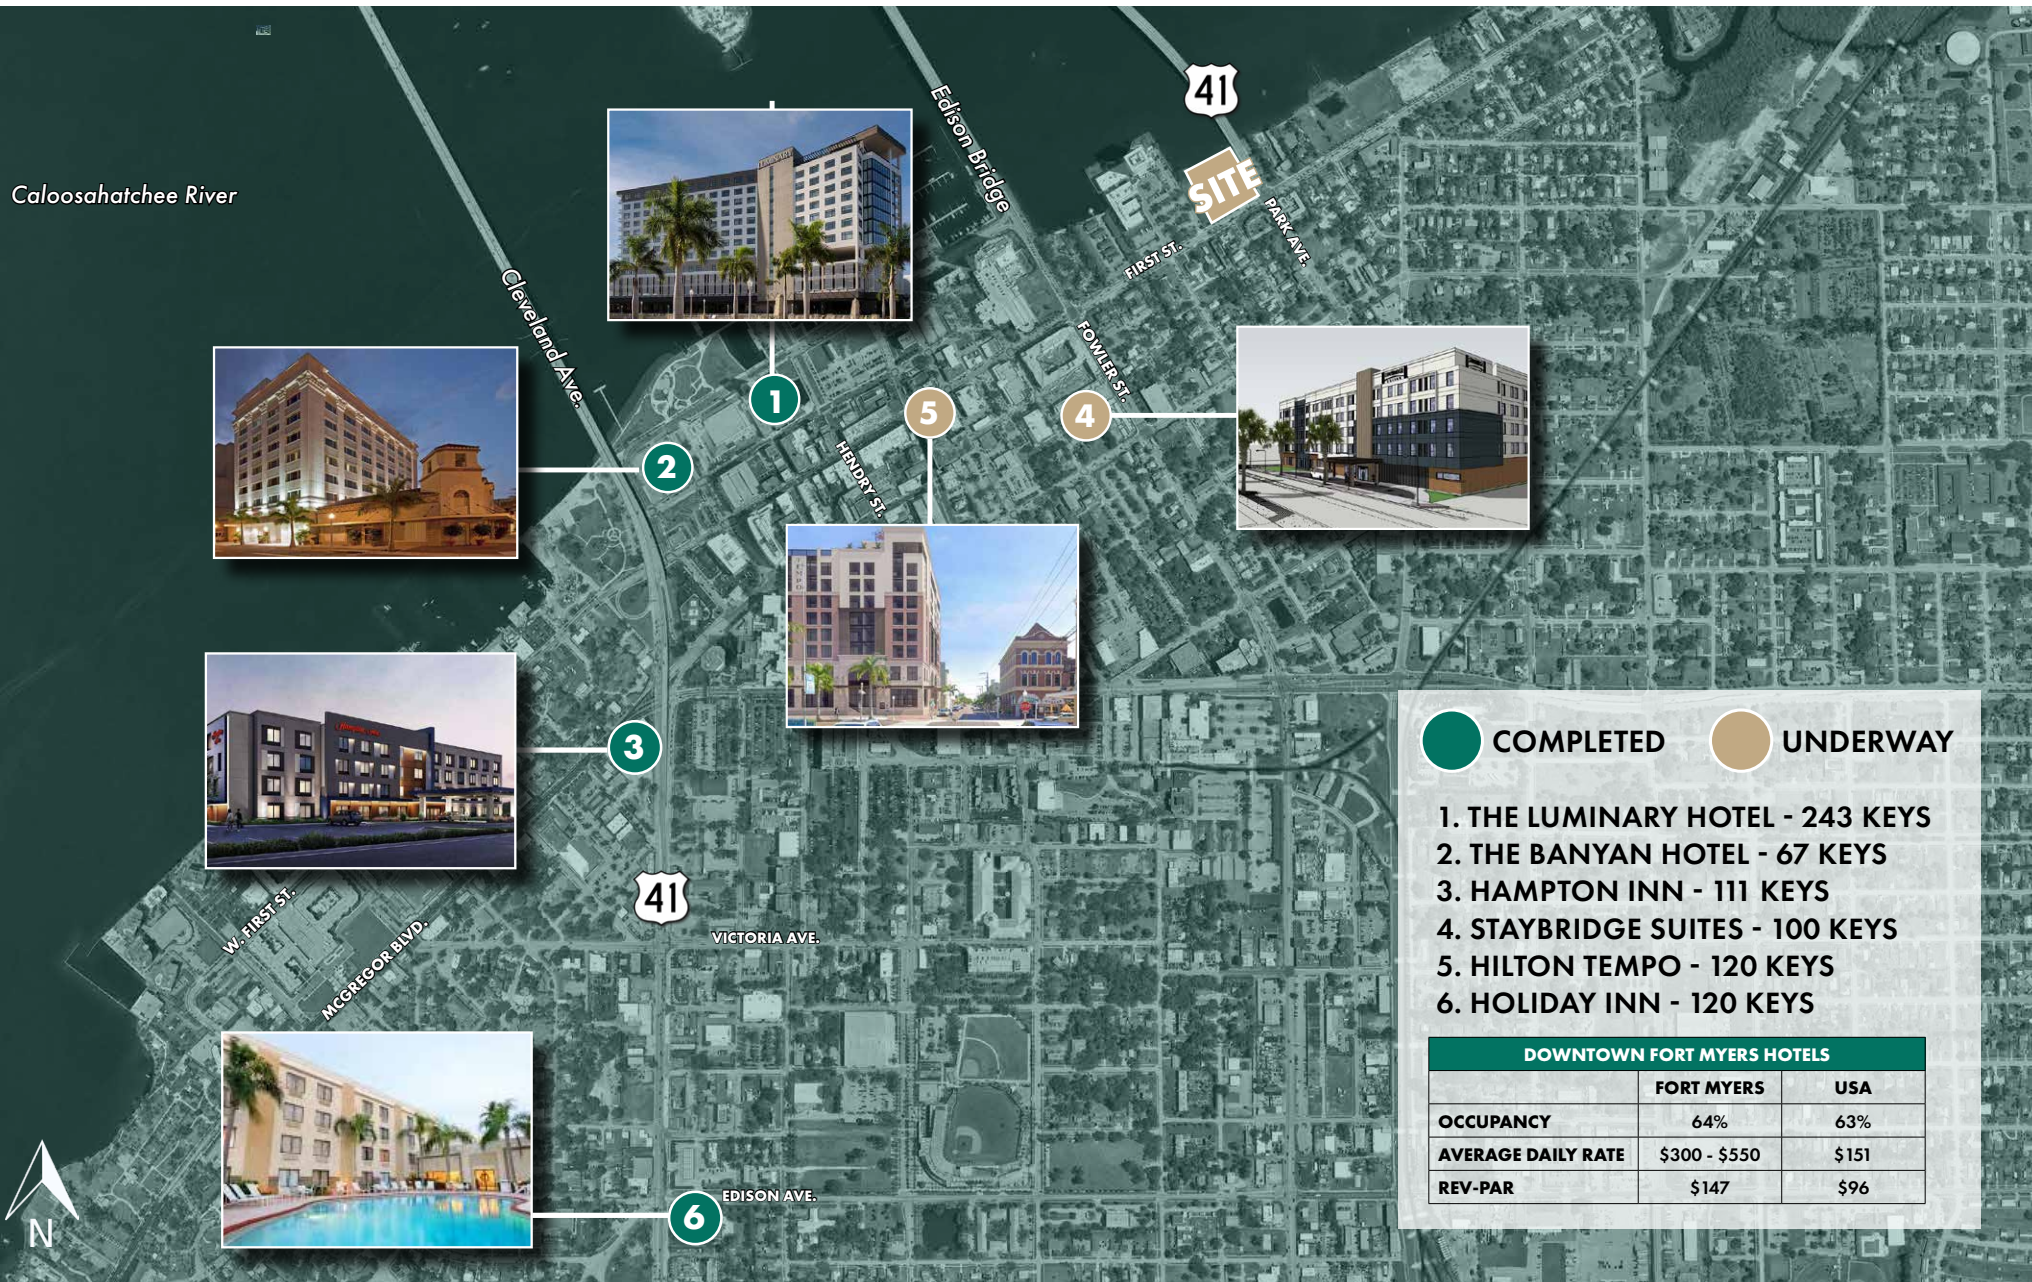 41
Edison Bridge
Caloosahatchee River
SITE
PARK AVE.
FIRST ST.
LUMINARY
Cleveland Ave.
FOWLER ST.
1
5
4
2
HENDRY ST.
TEMPO
3
Hampton Inn
41
W. FIRST ST.
MCGREGOR BLVD.
VICTORIA AVE.
EDISON AVE.
6
N
COMPLETED UNDERWAY
1. THE LUMINARY HOTEL - 243 KEYS
2. THE BANYAN HOTEL - 67 KEYS
3. HAMPTON INN - 111 KEYS
4. STAYBRIDGE SUITES - 100 KEYS
5. HILTON TEMPO - 120 KEYS
6. HOLIDAY INN - 120 KEYS
DOWNTOWN FORT MYERS HOTELS
FORT MYERS USA
OCCUPANCY 64% 63%
AVERAGE DAILY RATE $300 - $550 $151
REV-PAR $147 $96